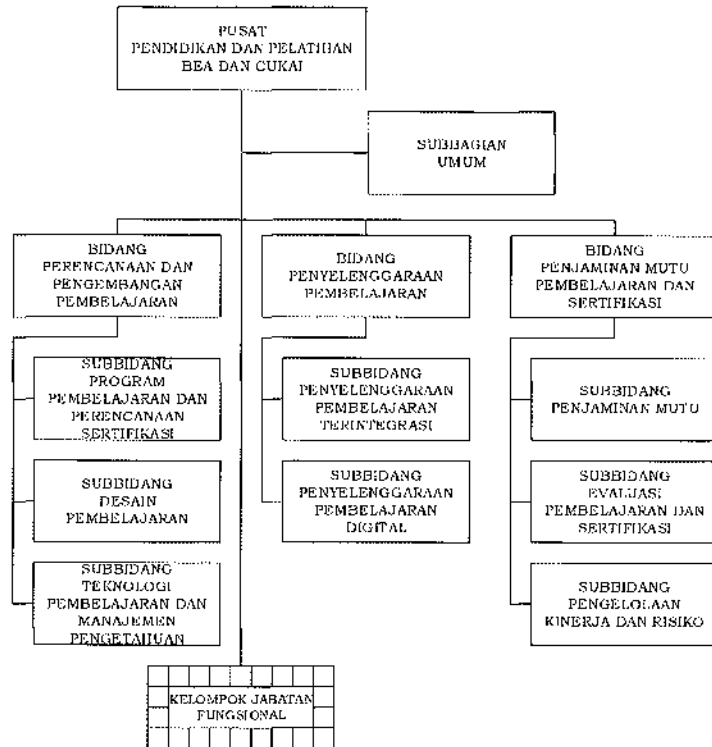 PUSAT
PENDIDIKAN DAN PELATIHAN
BEA DAN CUKAI
SUBBAGIAN
UMUM
BIDANG
PERENCANAAN DAN
PENGEMBANGAN
PEMBELAJARAN
BIDANG
PENYELENGGARAAN
PEMBELAJARAN
BIDANG
PENJAMINAN MUTU
PEMBELAJARAN DAN
SERTIFIKASI
SUBBIDANG
PROGRAM
PEMBELAJARAN DAN
PERENCANAAN
SERTIFIKASI
SUBBIDANG
PENYELENGGARAAN
PEMBELAJARAN
TERINTEGRASI
SUBBIDANG
PENJAMINAN MUTU
SUBBIDANG
DESAIN
PEMBELAJARAN
SUBBIDANG
PENYELENGGARAAN
PEMBELAJARAN
DIGITAL
SUBBIDANG
EVALUASI
PEMBELAJARAN DAN
SERTIFIKASI
SUBBIDANG
TEKNOLOGI
PEMBELAJARAN DAN
MANAJEMEN
PENGETAHUAN
SUBBIDANG
PENGELOLAAN
KINERJA DAN RISIKO
KELOMPOK JABATAN
FUNGSIONAL